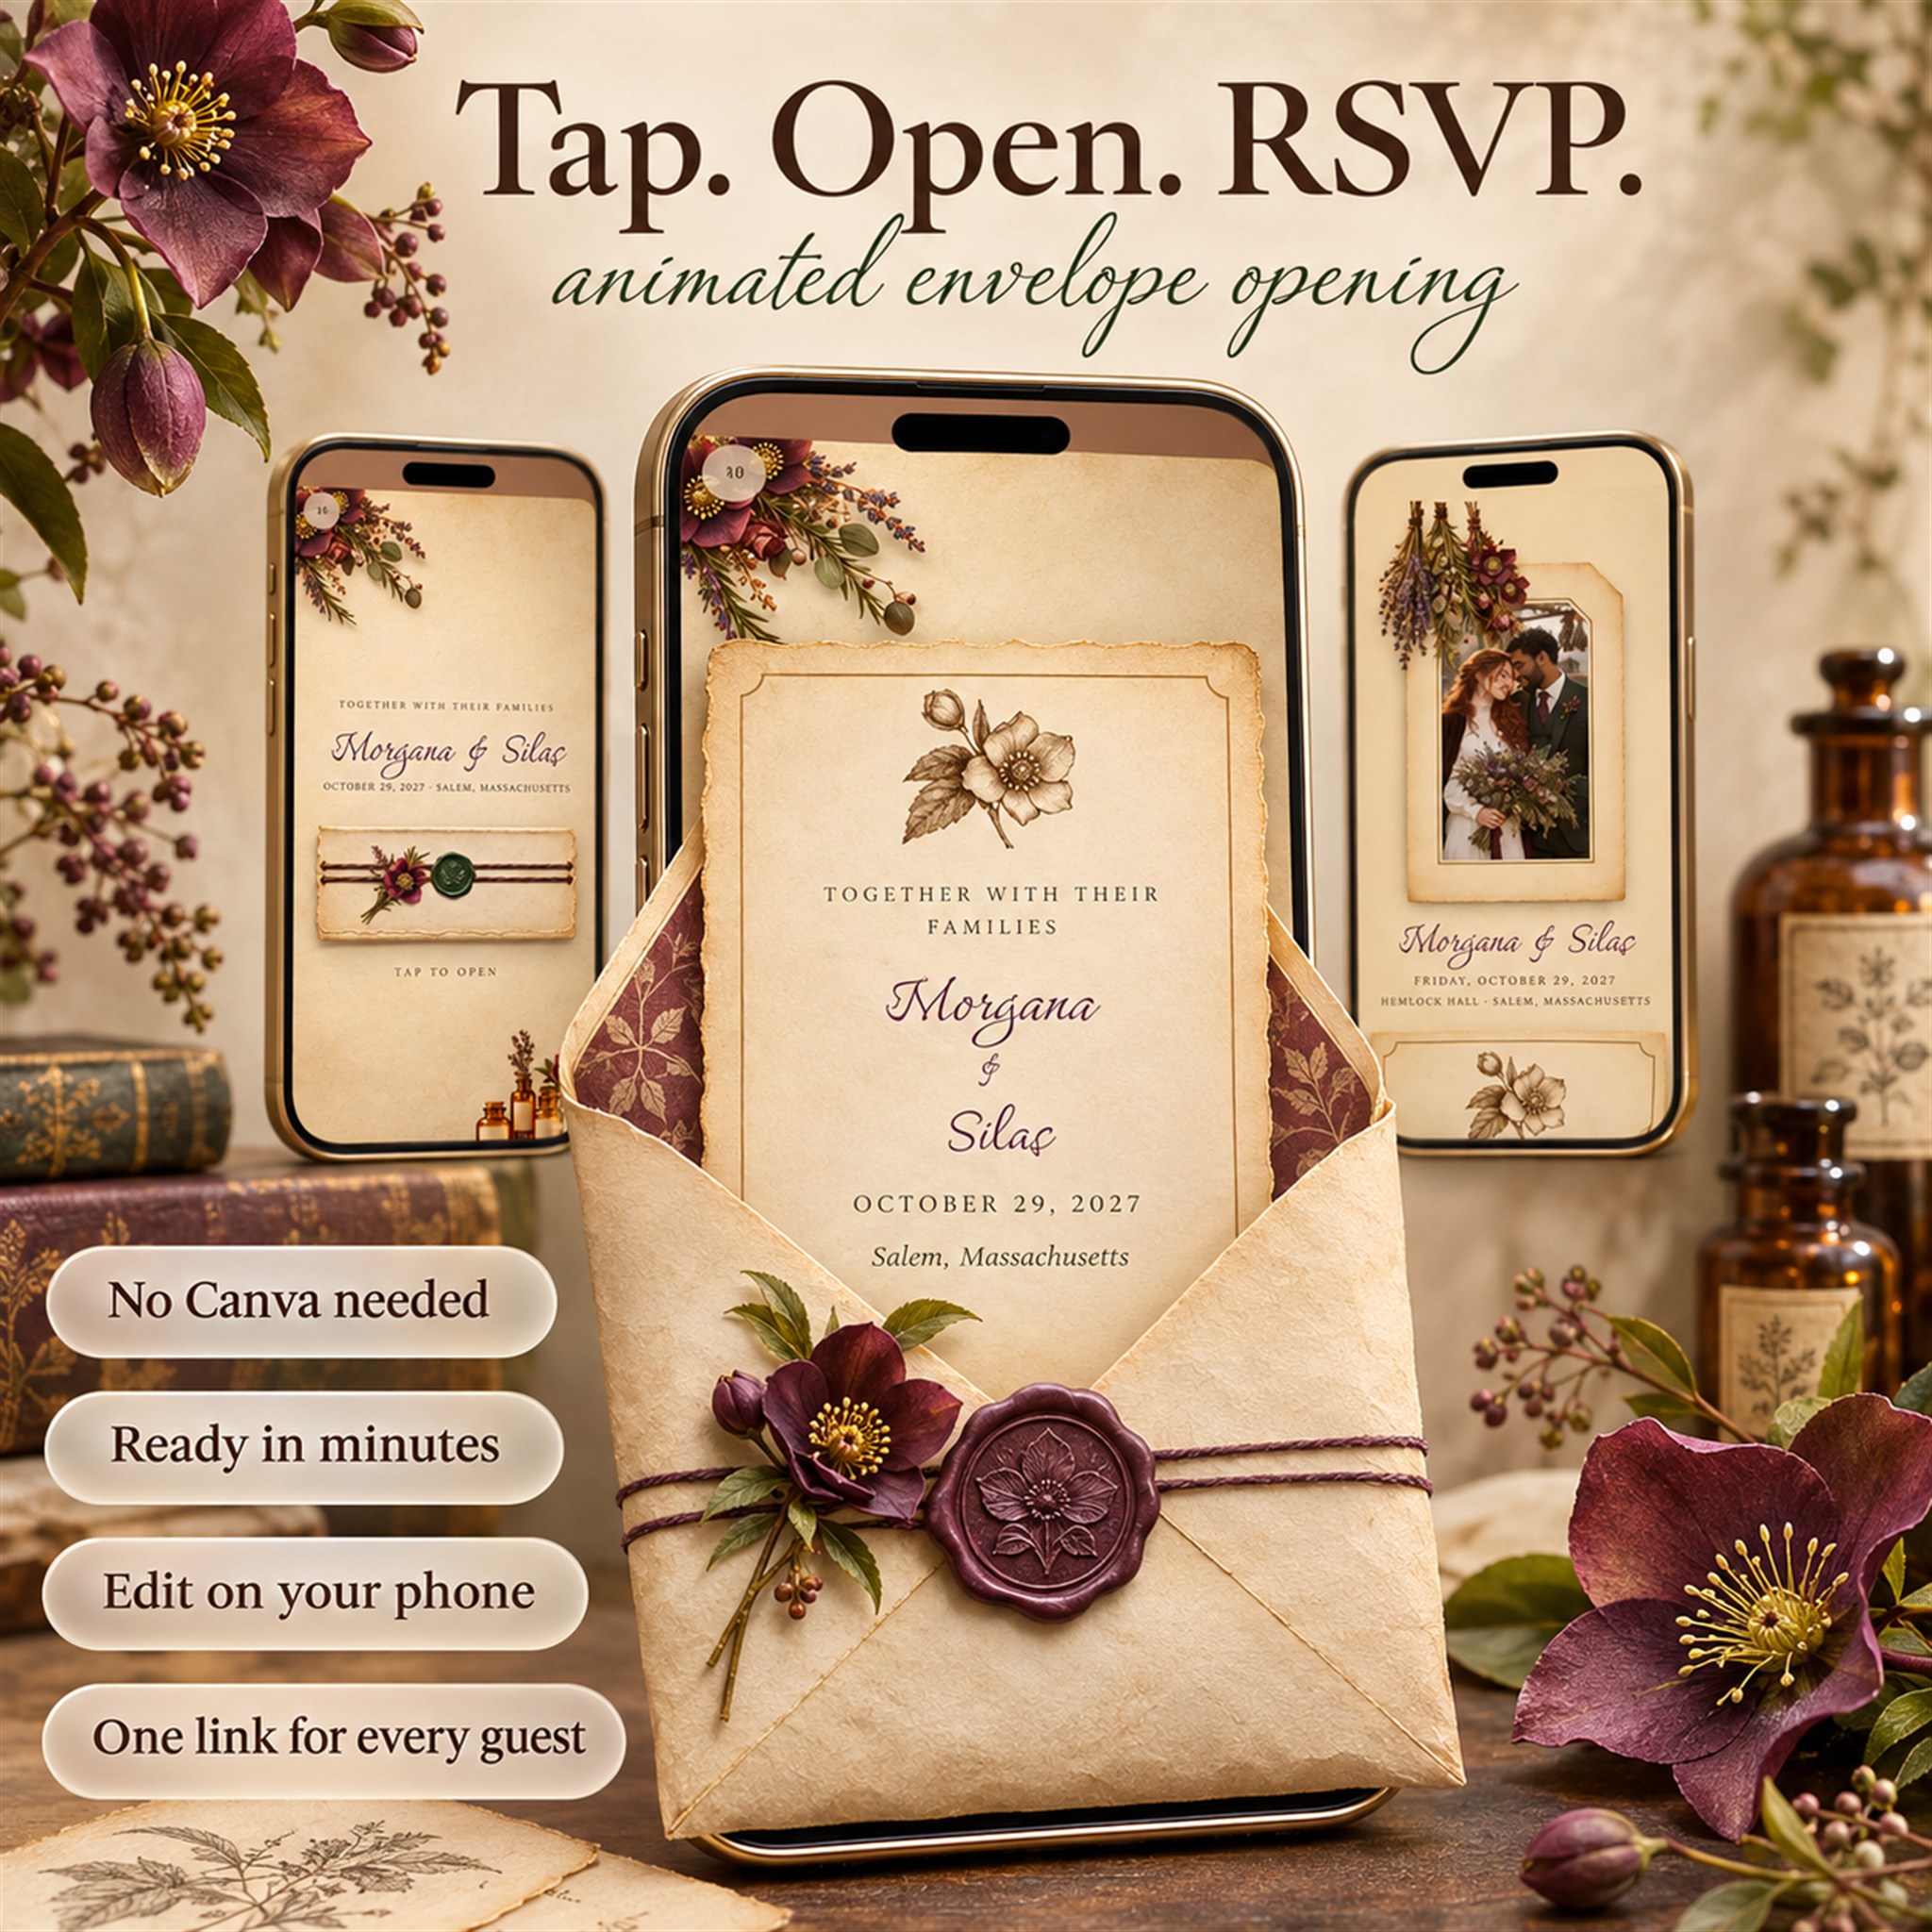 Tap. Open. RSVP.
animated envelope opening
TOGETHER WITH THEIR FAMILIES
Morgana & Silas
OCTOBER 29, 2027 · SALEM, MASSACHUSETTS
TAP TO OPEN
TOGETHER WITH THEIR
FAMILIES
Morgana
&
Silas
OCTOBER 29, 2027
Salem, Massachusetts
Morgana & Silas
FRIDAY, OCTOBER 29, 2027
HEMLOCK HALL · SALEM, MASSACHUSETTS
No Canva needed
Ready in minutes
Edit on your phone
One link for every guest